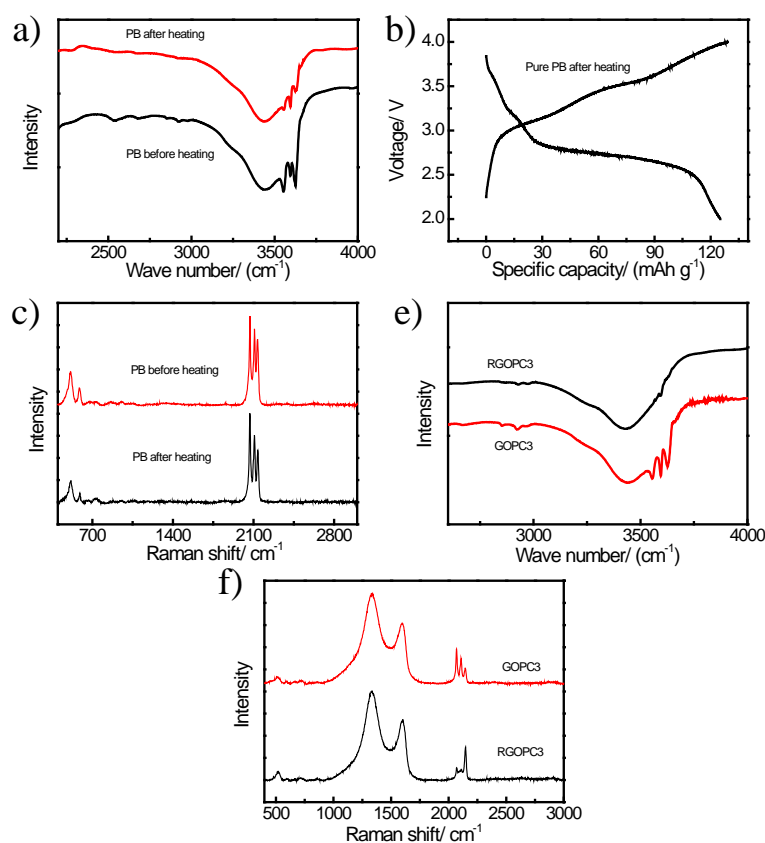 a)
PB after heating
PB before heating
Intensity
2500 3000 3500 4000
Wave number/ (cm⁻¹)
b)
Pure PB after heating
Voltage/ V
4.0
3.5
3.0
2.5
2.0
0 30 60 90 120
Specific capacity/ (mAh g⁻¹)
c)
PB before heating
PB after heating
Intensity
700 1400 2100 2800
Raman shift/ cm⁻¹
e)
RGOPC3
GOPC3
Intensity
3000 3500 4000
Wave number/ (cm⁻¹)
f)
GOPC3
RGOPC3
Intensity
500 1000 1500 2000 2500 3000
Raman shift/ cm⁻¹